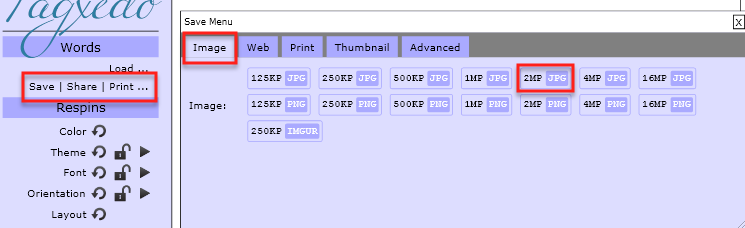 Tagxedo
Words
Load ...
Save | Share | Print ...
Respins
Color
Theme
Font
Orientation
Layout
Save Menu
X
Image Web Print Thumbnail Advanced
125KP JPG 250KP JPG 500KP JPG 1MP JPG 2MP JPG 4MP JPG 16MP JPG
Image: 125KP PNG 250KP PNG 500KP PNG 1MP PNG 2MP PNG 4MP PNG 16MP PNG
250KP IMGUR